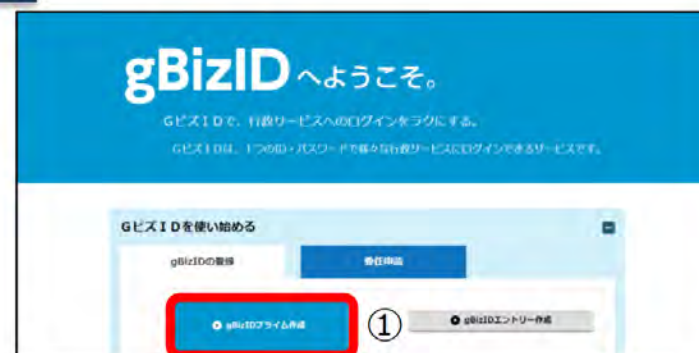 gBizIDへようこそ。
GビズIDで、行政サービスへのログインをラクにする。
GビズIDは、1つのID・パスワードで様々な行政サービスにログインできるサービスです。
GビズIDを使い始める
gBizIDの登録 委任申請
gBizIDプライム作成 ① gBizIDエントリー作成